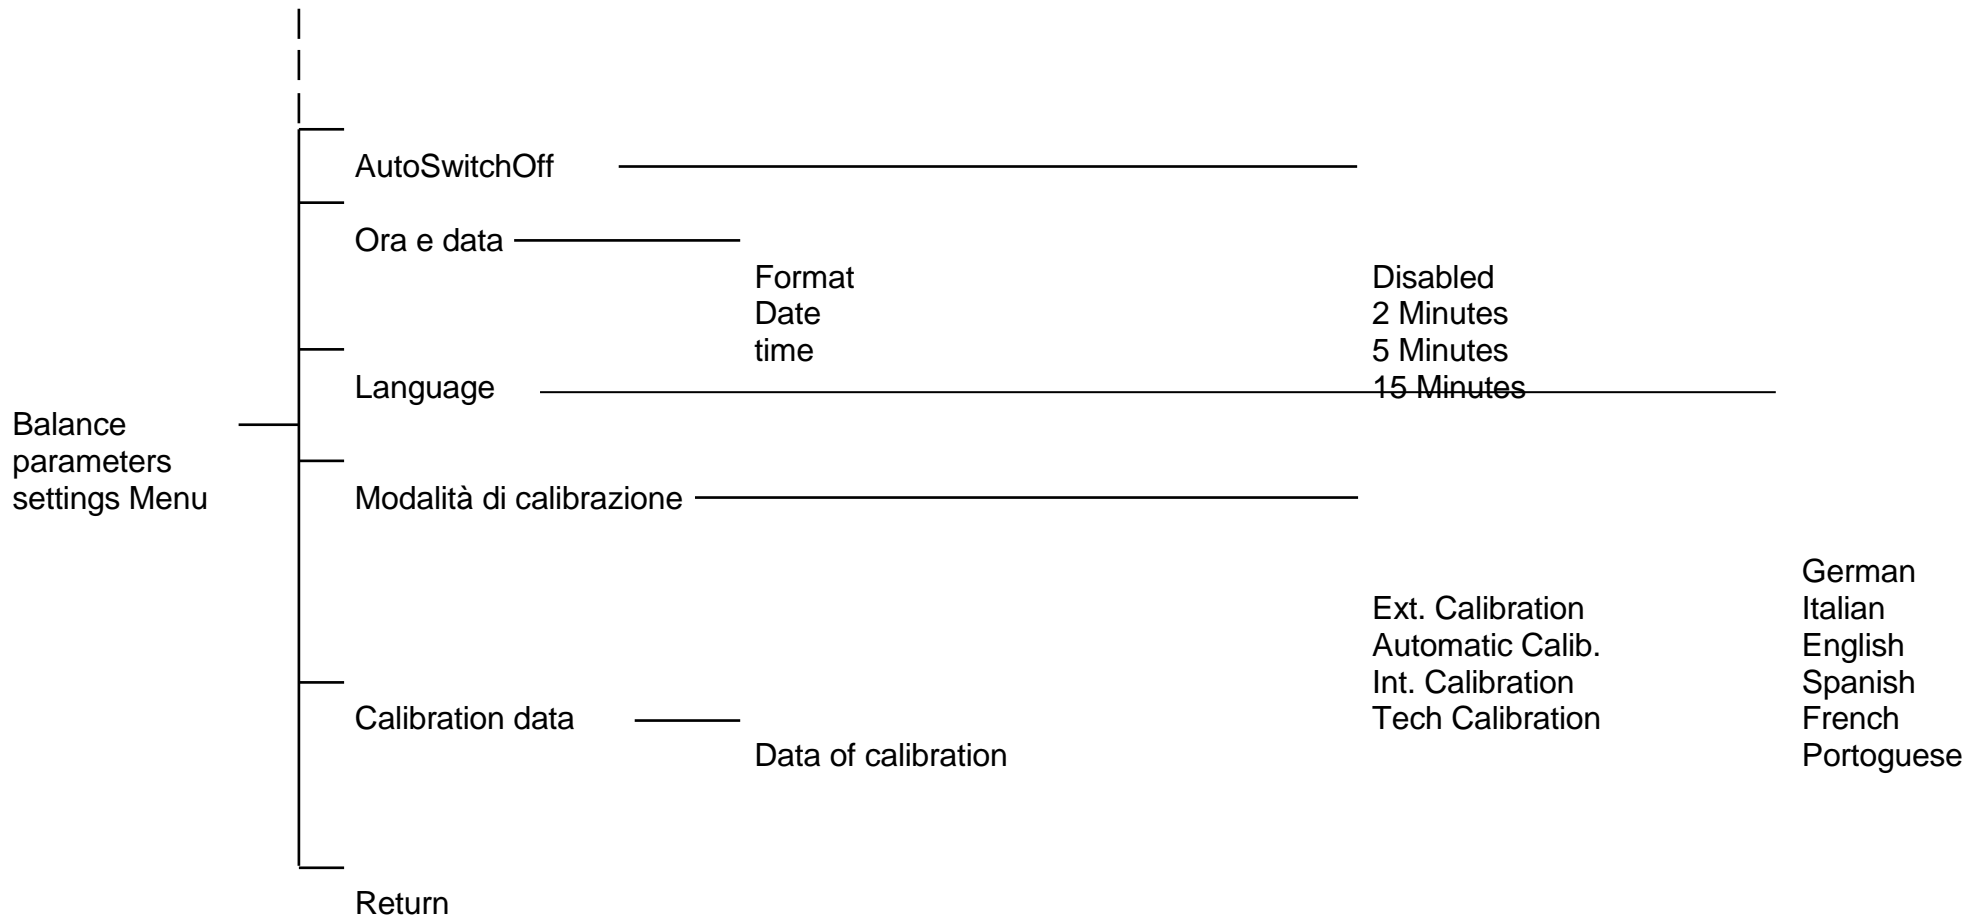 AutoSwitchOff
Ora e data
Format
Date
time
Disabled
2 Minutes
5 Minutes
15 Minutes
Language
Balance
parameters
settings Menu
Modalità di calibrazione
German
Italian
English
Spanish
French
Portoguese
Ext. Calibration
Automatic Calib.
Int. Calibration
Tech Calibration
Calibration data
Data of calibration
Return